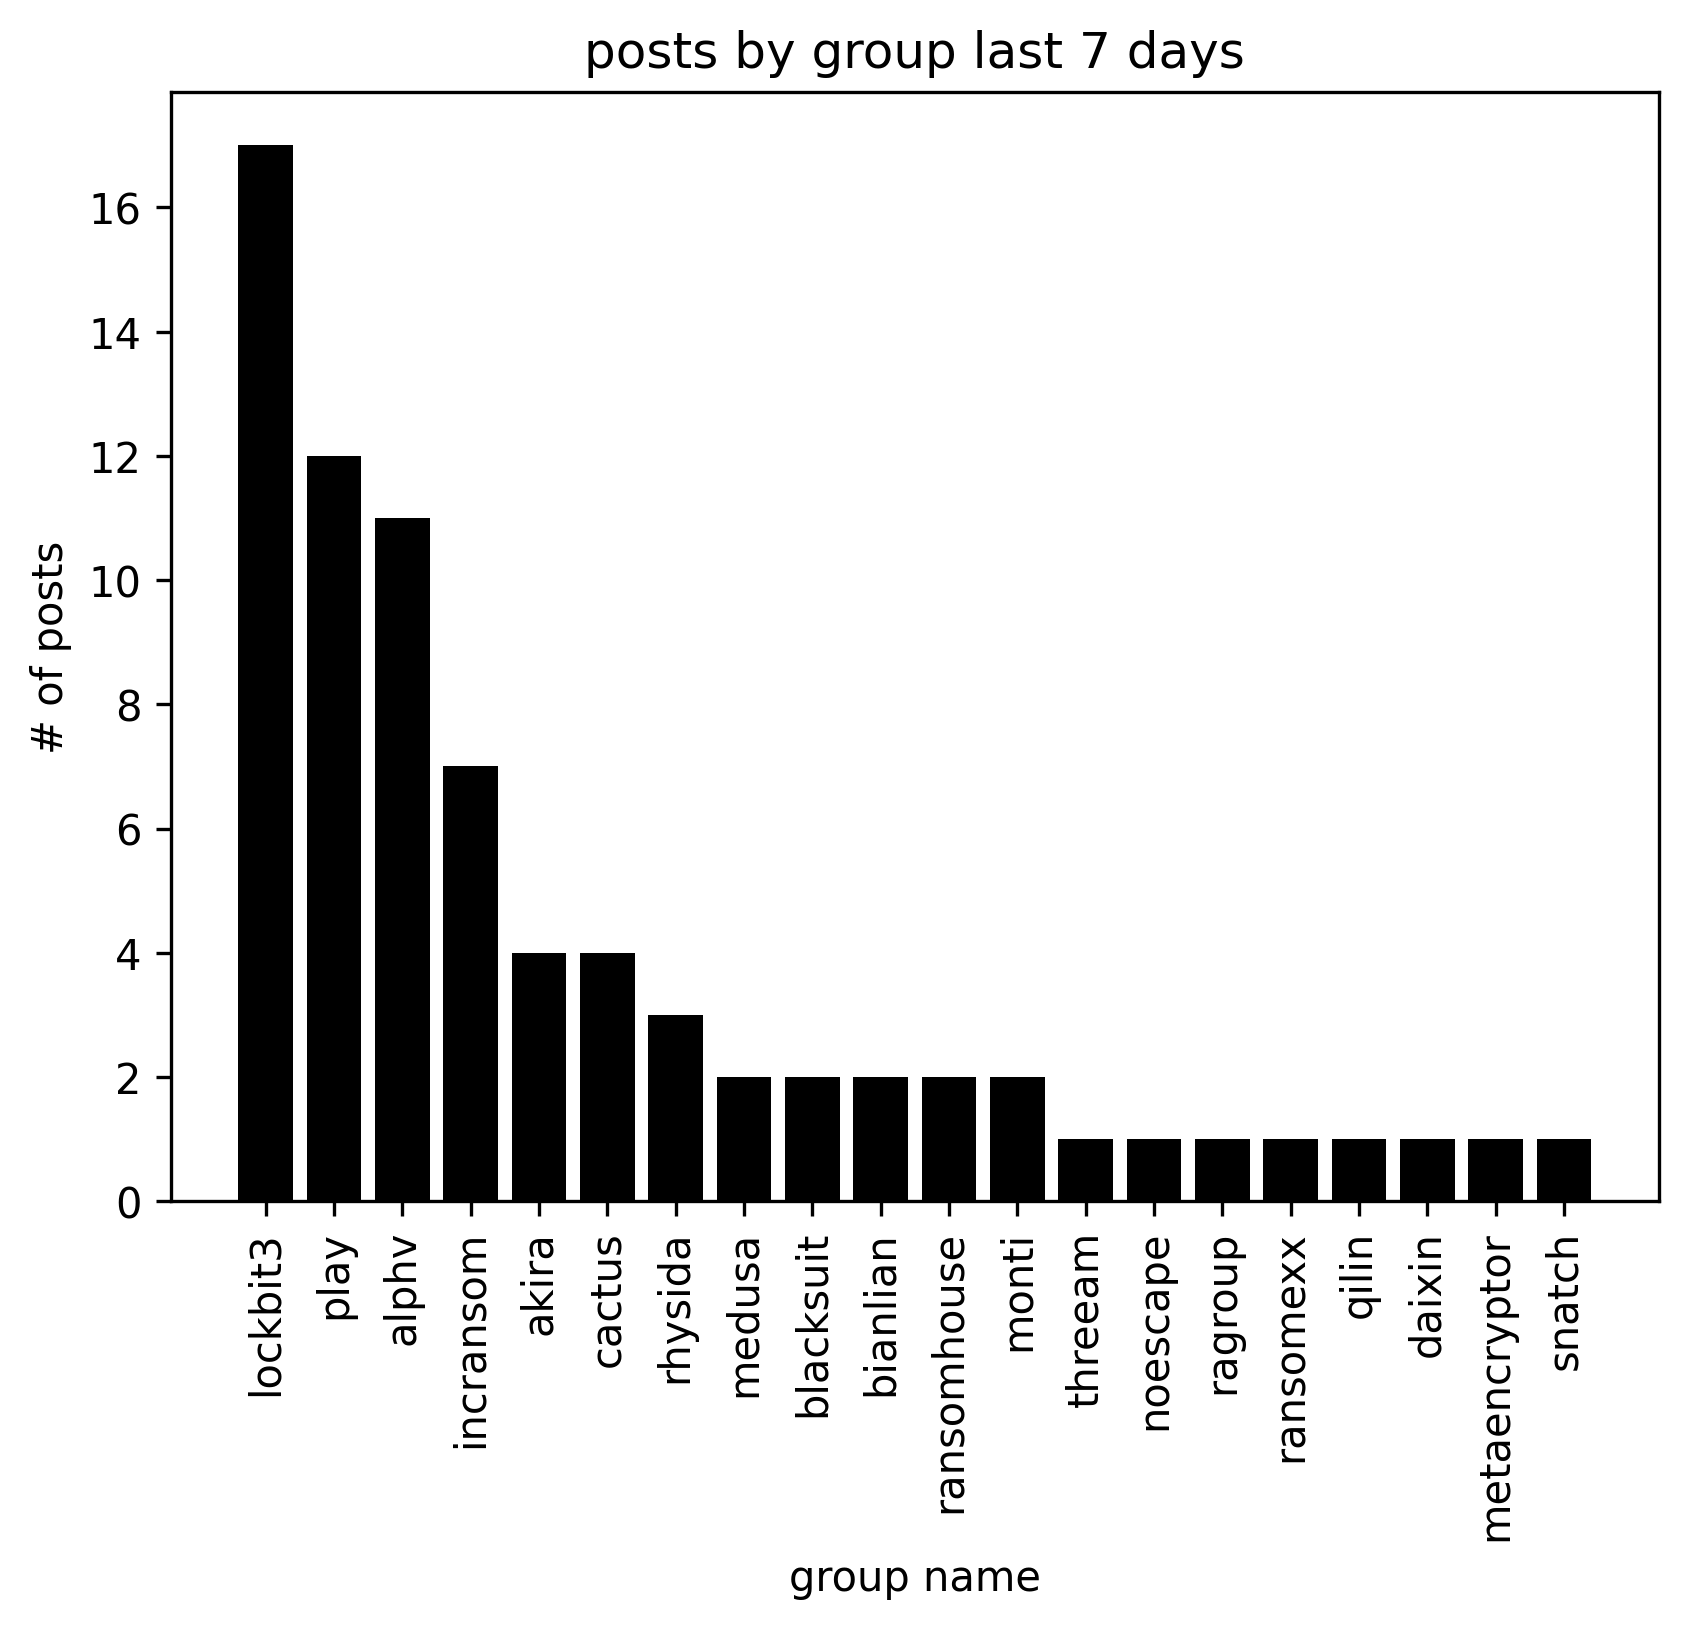 posts by group last 7 days
# of posts
16
14
12
10
8
6
4
2
0
lockbit3
play
alphv
incransom
akira
cactus
rhysida
medusa
blacksuit
bianlian
ransomhouse
monti
threeam
noescape
ragroup
ransomexx
qilin
daixin
metaencryptor
snatch
group name